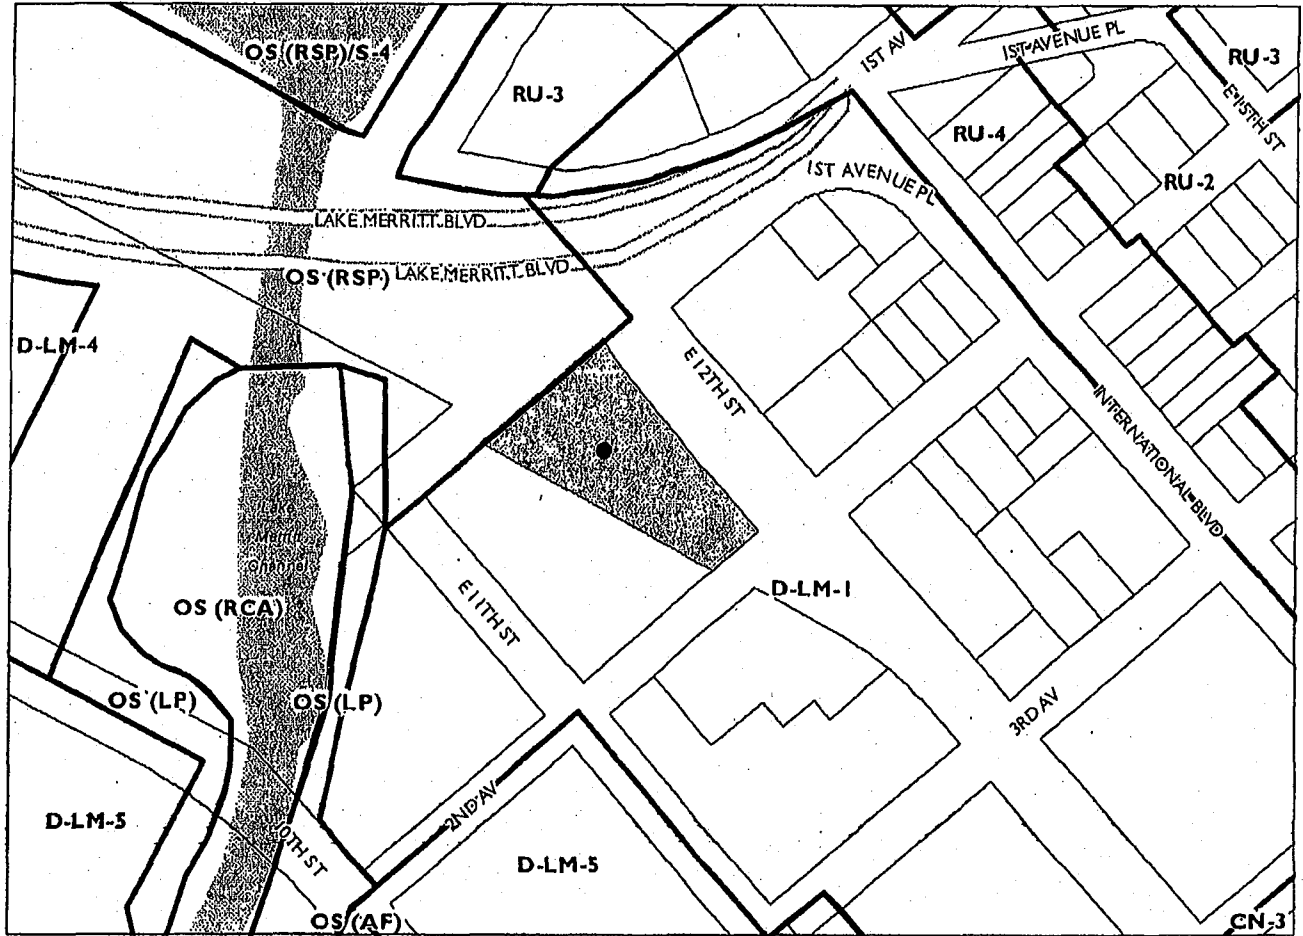 OS (RSP)/S-4
1ST AV
1ST AVENUE PL
RU-3
RU-3
E 15TH ST
RU-4
1ST AVENUE PL
RU-2
LAKE MERRITT BLVD
OS (RSP)
LAKE MERRITT BLVD
D-LM-4
E 12TH ST
INTERNATIONAL BLVD
Lake
Merritt
Channel
D-LM-1
OS (RCA)
E 11TH ST
OS (LP)
OS (LP)
3RD AV
D-LM-5
2ND AV
10TH ST
D-LM-5
OS (AF)
CN-3